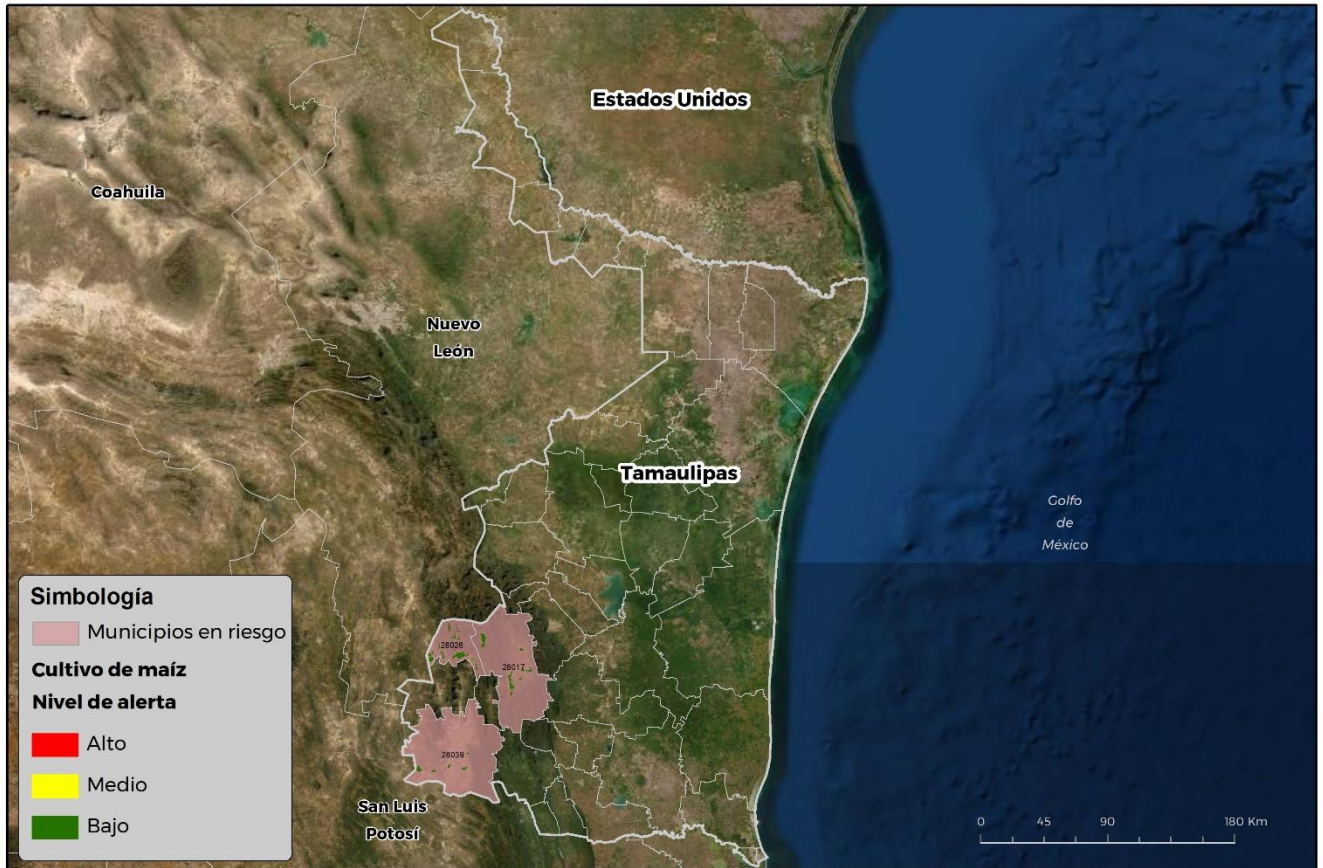 Estados Unidos
Coahuila
Nuevo
León
Tamaulipas
Golfo
de
México
Simbología
Municipios en riesgo
Cultivo de maíz
Nivel de alerta
Alto
Medio
Bajo
28026
28017
28039
San Luis
Potosí
0 45 90 180 Km